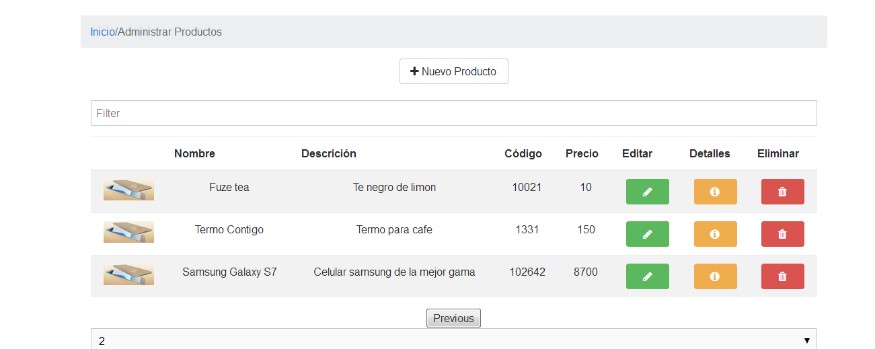 Inicio/Administrar Productos
Nuevo Producto
Filter
Nombre Descrición Código Precio Editar Detalles Eliminar
Fuze tea Te negro de limon 10021 10
Termo Contigo Termo para cafe 1331 150
Samsung Galaxy S7 Celular samsung de la mejor gama 102642 8700
Previous
2